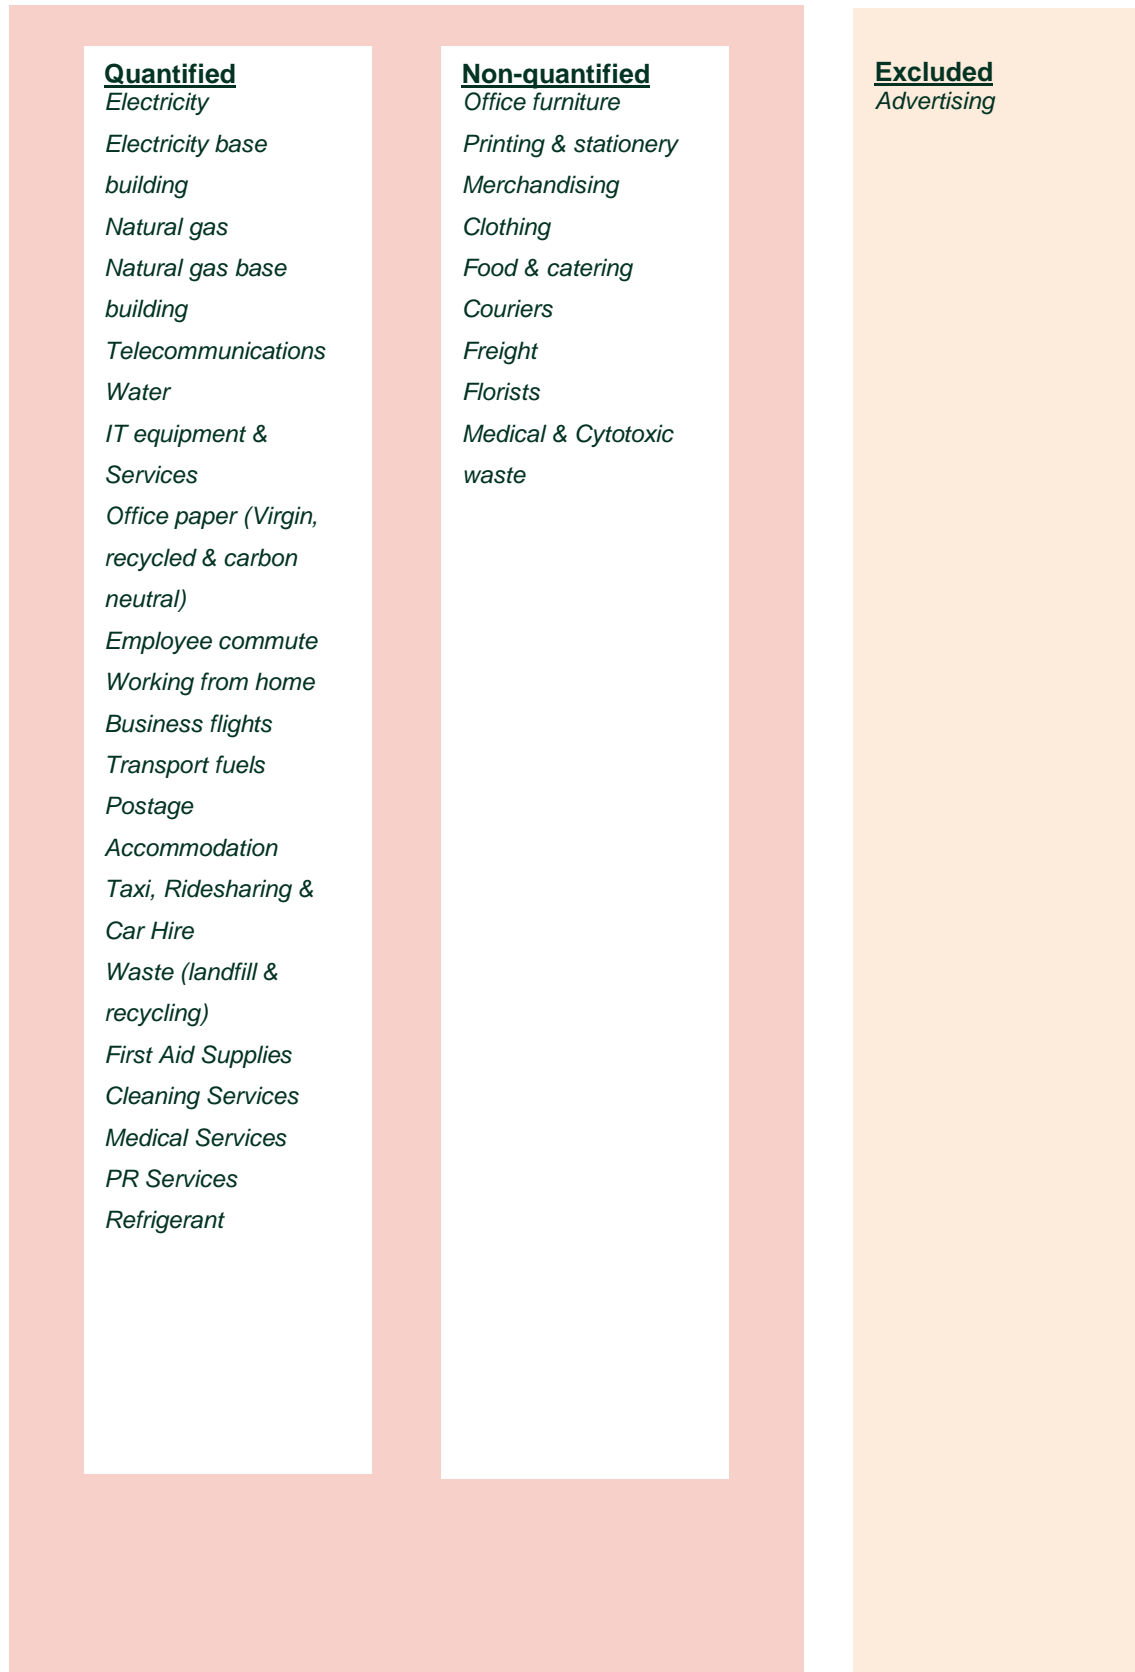 Quantified
Electricity
Electricity base
building
Natural gas
Natural gas base
building
Telecommunications
Water
IT equipment &
Services
Office paper (Virgin,
recycled & carbon
neutral)
Employee commute
Working from home
Business flights
Transport fuels
Postage
Accommodation
Taxi, Ridesharing &
Car Hire
Waste (landfill &
recycling)
First Aid Supplies
Cleaning Services
Medical Services
PR Services
Refrigerant
Non-quantified
Office furniture
Printing & stationery
Merchandising
Clothing
Food & catering
Couriers
Freight
Florists
Medical & Cytotoxic
waste
Excluded
Advertising